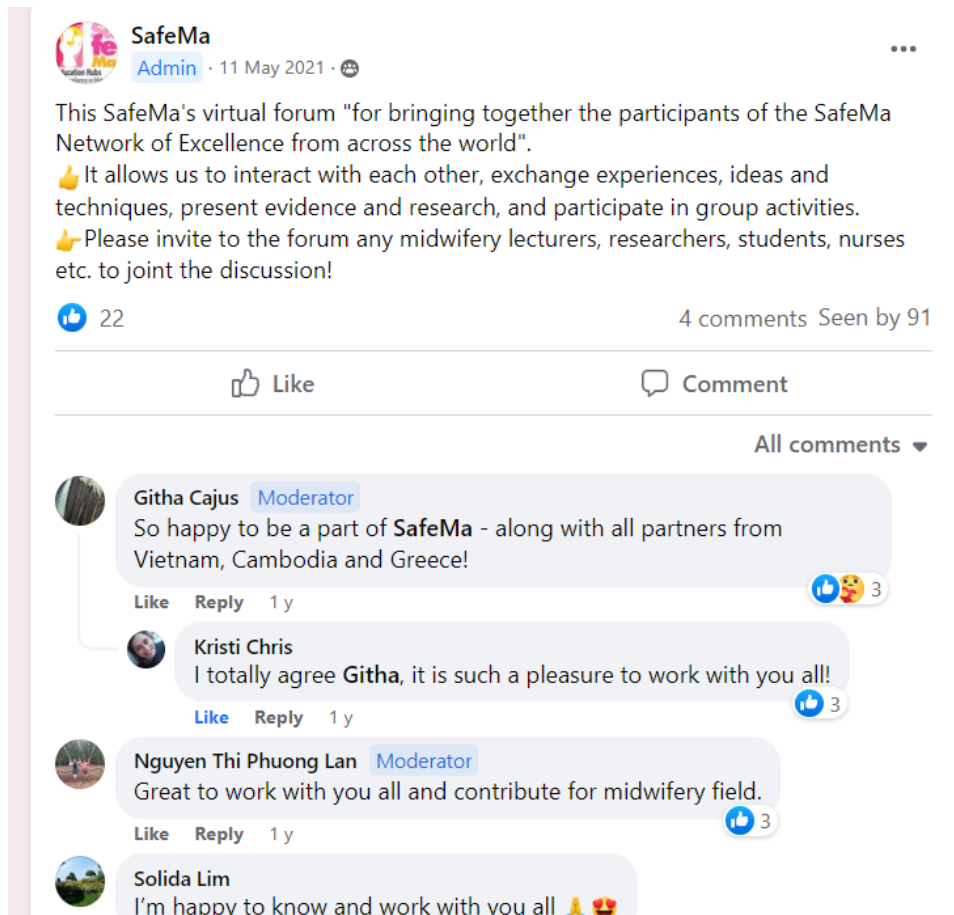 SafeMa
Admin · 11 May 2021 ·
This SafeMa's virtual forum "for bringing together the participants of the SafeMa
Network of Excellence from across the world".
👍It allows us to interact with each other, exchange experiences, ideas and
techniques, present evidence and research, and participate in group activities.
👉Please invite to the forum any midwifery lecturers, researchers, students, nurses
etc. to joint the discussion!
22
4 comments Seen by 91
Like
Comment
All comments
Githa Cajus Moderator
So happy to be a part of SafeMa - along with all partners from
Vietnam, Cambodia and Greece!
3
Like Reply 1 y
Kristi Chris
I totally agree Githa, it is such a pleasure to work with you all!
3
Like Reply 1 y
Nguyen Thi Phuong Lan Moderator
Great to work with you all and contribute for midwifery field.
3
Like Reply 1 y
Solida Lim
I'm happy to know and work with you all 🙏😍